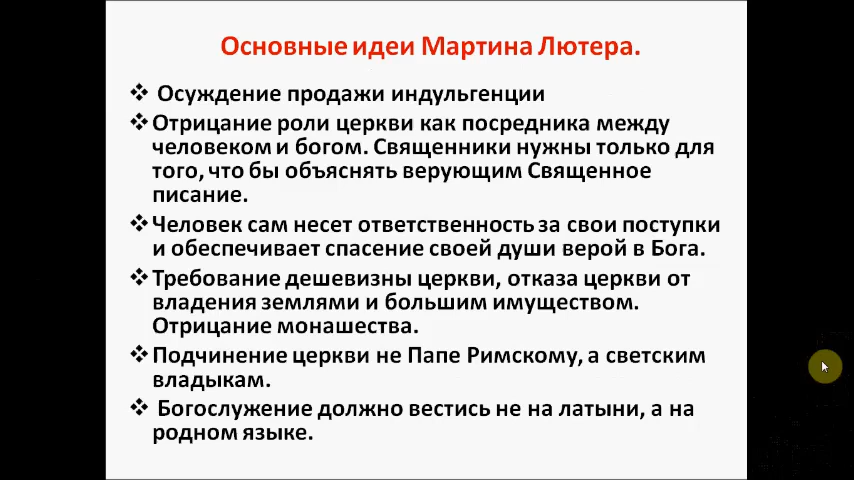 Основные идеи Мартина Лютера.
❖ Осуждение продажи индульгенции
❖ Отрицание роли церкви как посредника между
человеком и богом. Священники нужны только для
того, что бы объяснять верующим Священное
писание.
❖ Человек сам несет ответственность за свои поступки
и обеспечивает спасение своей души верой в Бога.
❖ Требование дешевизны церкви, отказа церкви от
владения землями и большим имуществом.
Отрицание монашества.
❖ Подчинение церкви не Папе Римскому, а светским
владыкам.
❖ Богослужение должно вестись не на латыни, а на
родном языке.